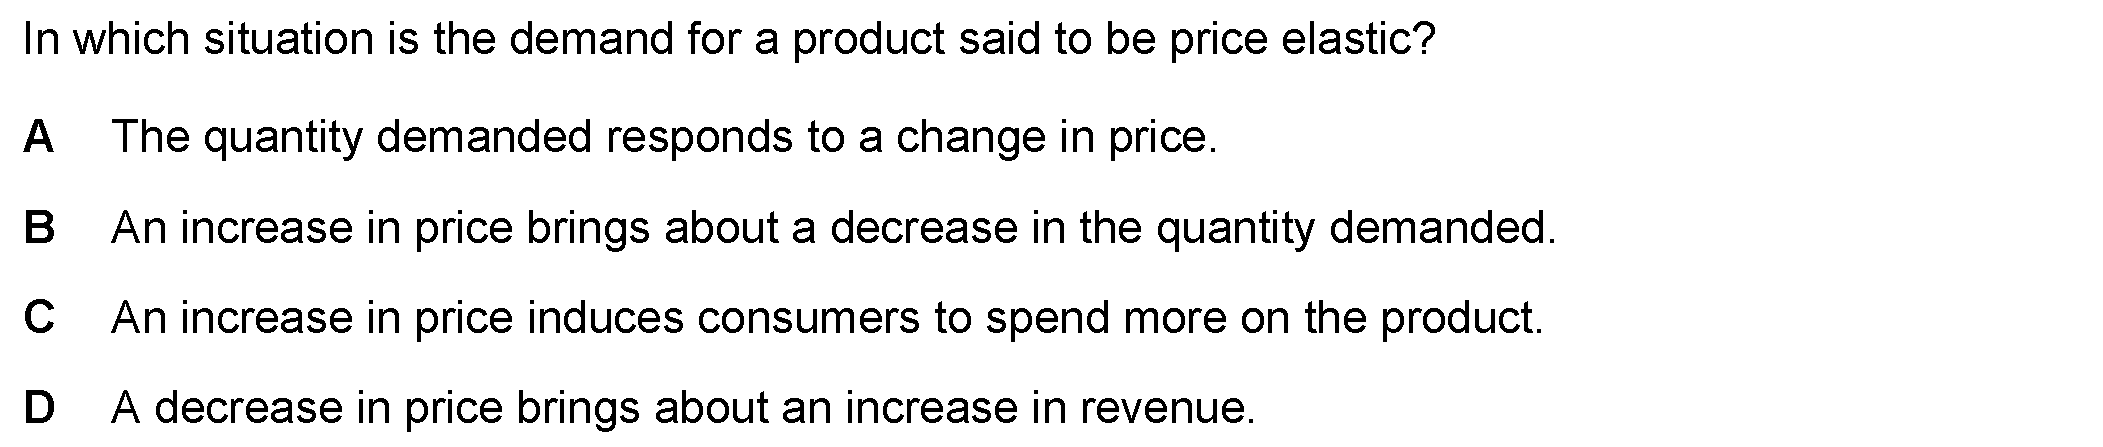 In which situation is the demand for a product said to be price elastic?
A The quantity demanded responds to a change in price.
B An increase in price brings about a decrease in the quantity demanded.
C An increase in price induces consumers to spend more on the product.
D A decrease in price brings about an increase in revenue.